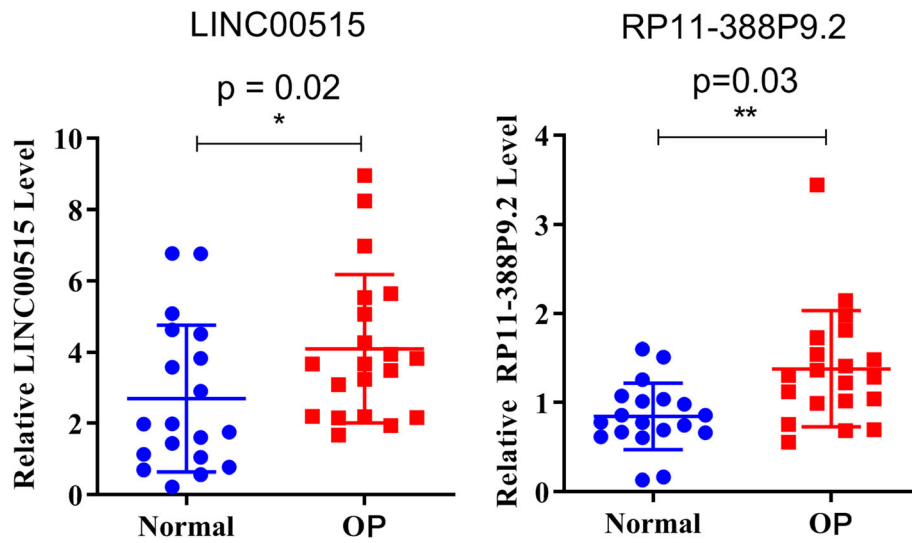 LINC00515
p = 0.02
*
Relative LINC00515 Level
10
8
6
4
2
0
Normal
OP
RP11-388P9.2
p=0.03
**
Relative RP11-388P9.2 Level
4
3
2
1
0
Normal
OP